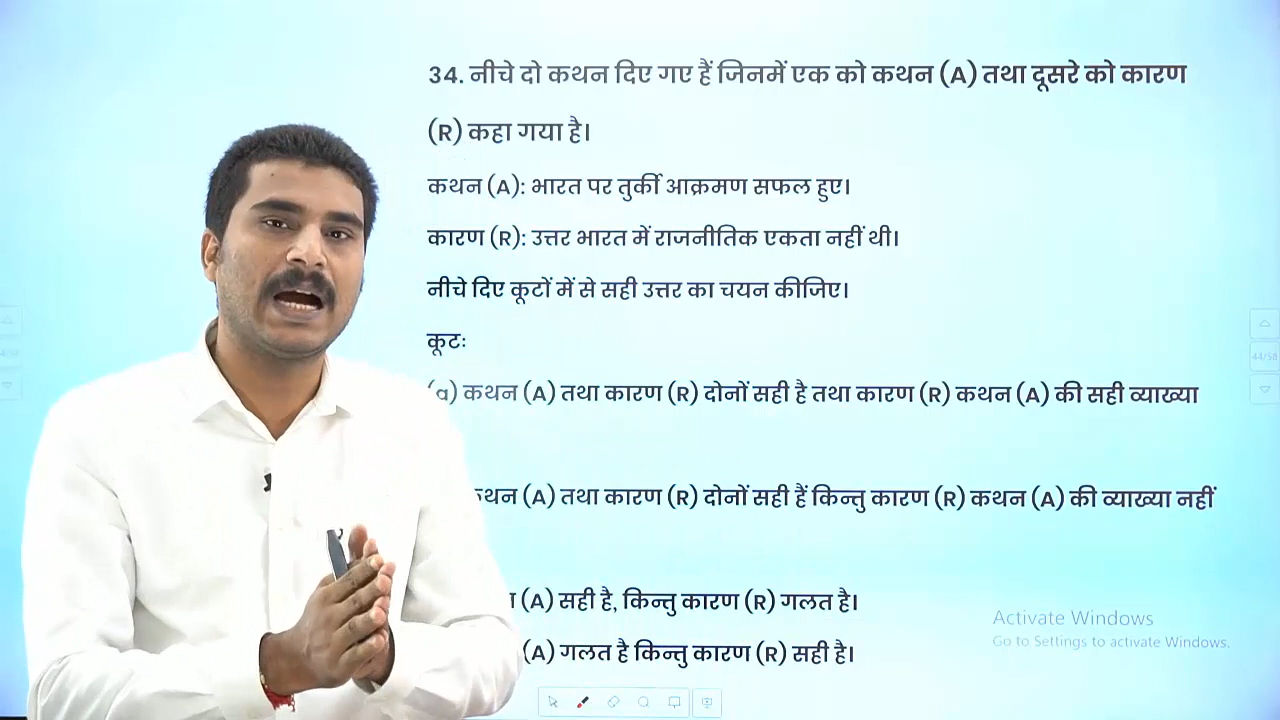 34. नीचे दो कथन दिए गए हैं जिनमें एक को कथन (A) तथा दूसरे को कारण
(R) कहा गया है।
कथन (A): भारत पर तुर्की आक्रमण सफल हुए।
कारण (R): उत्तर भारत में राजनीतिक एकता नहीं थी।
नीचे दिए कूटों में से सही उत्तर का चयन कीजिए।
कूटः
(a) कथन (A) तथा कारण (R) दोनों सही है तथा कारण (R) कथन (A) की सही व्याख्या
44/58
(A) तथा कारण (R) दोनों सही हैं किन्तु कारण (R) कथन (A) की व्याख्या नहीं
(A) सही है, किन्तु कारण (R) गलत है।
(A) गलत है किन्तु कारण (R) सही है।
Activate Windows
Go to Settings to activate Windows.